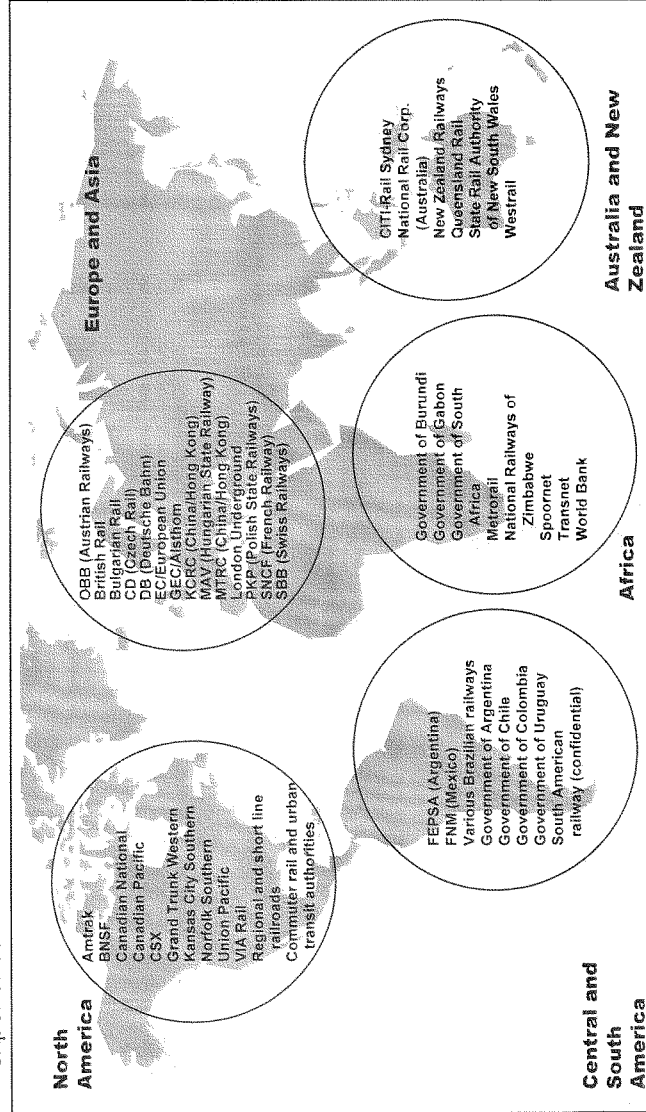 North
America
Amtrak
BNSF
Canadian National
Canadian Pacific
CSX
Grand Trunk Western
Kansas City Southern
Norfolk Southern
Union Pacific
VIA Rail
Regional and short line
railroads
Commuter rail and urban
transit authorities
Europe and Asia
OBB (Austrian Railways)
British Rail
Bulgarian Rail
CD (Czech Rail)
DB (Deutsche Bahn)
EC/European Union
GEC/Alsthom
KCRC (China/Hong Kong)
MAV (Hungarian State Railway)
MTRC (China/Hong Kong)
London Underground
PKP (Polish State Railways)
SNCF (French Railway)
SBB (Swiss Railways)
Central and
South
America
FEPSA (Argentina)
FNM (Mexico)
Various Brazilian railways
Government of Argentina
Government of Chile
Government of Colombia
Government of Uruguay
South American
railway (confidential)
Africa
Government of Burundi
Government of Gabon
Government of South
Africa
Metrorail
National Railways of
Zimbabwe
Spoornet
Transnet
World Bank
Australia and New
Zealand
CITI-Rail Sydney
National Rail Corp.
(Australia)
New Zealand Railways
Queensland Rail
State Rail Authority
of New South Wales
Westrail